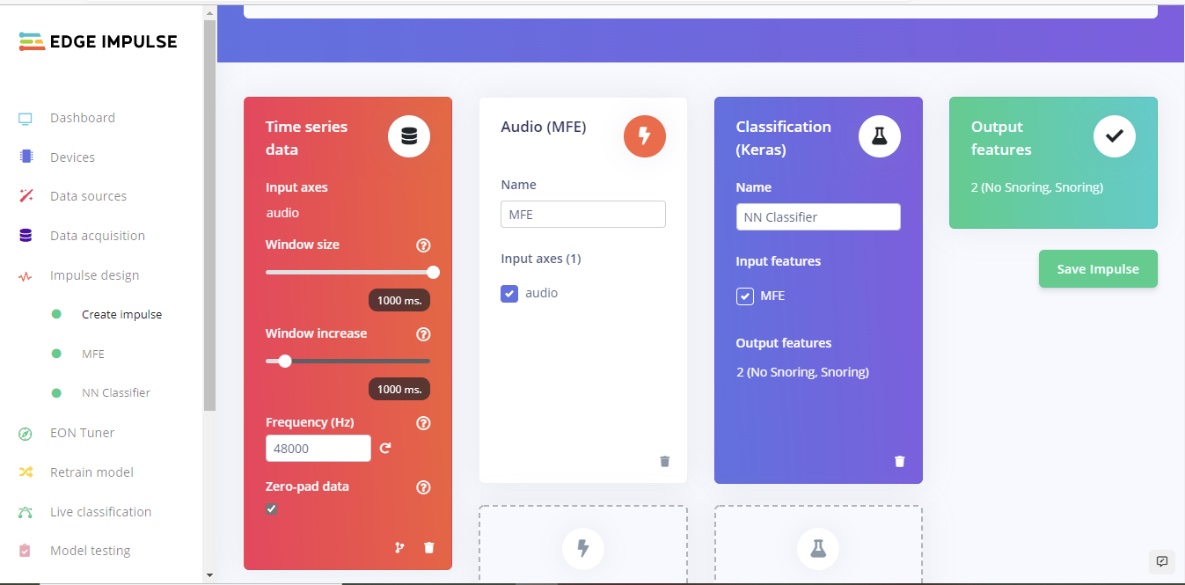 EDGE IMPULSE
Dashboard
Devices
Data sources
Data acquisition
Impulse design
Create impulse
MFE
NN Classifier
EON Tuner
Retrain model
Live classification
Model testing
Time series
data
Input axes
audio
Window size
?
1000 ms.
Window increase
?
1000 ms.
Frequency (Hz)
?
48000
Zero-pad data
?
Audio (MFE)
Name
MFE
Input axes (1)
audio
Classification
(Keras)
Name
NN Classifier
Input features
MFE
Output features
2 (No Snoring, Snoring)
Output
features
2 (No Snoring, Snoring)
Save Impulse